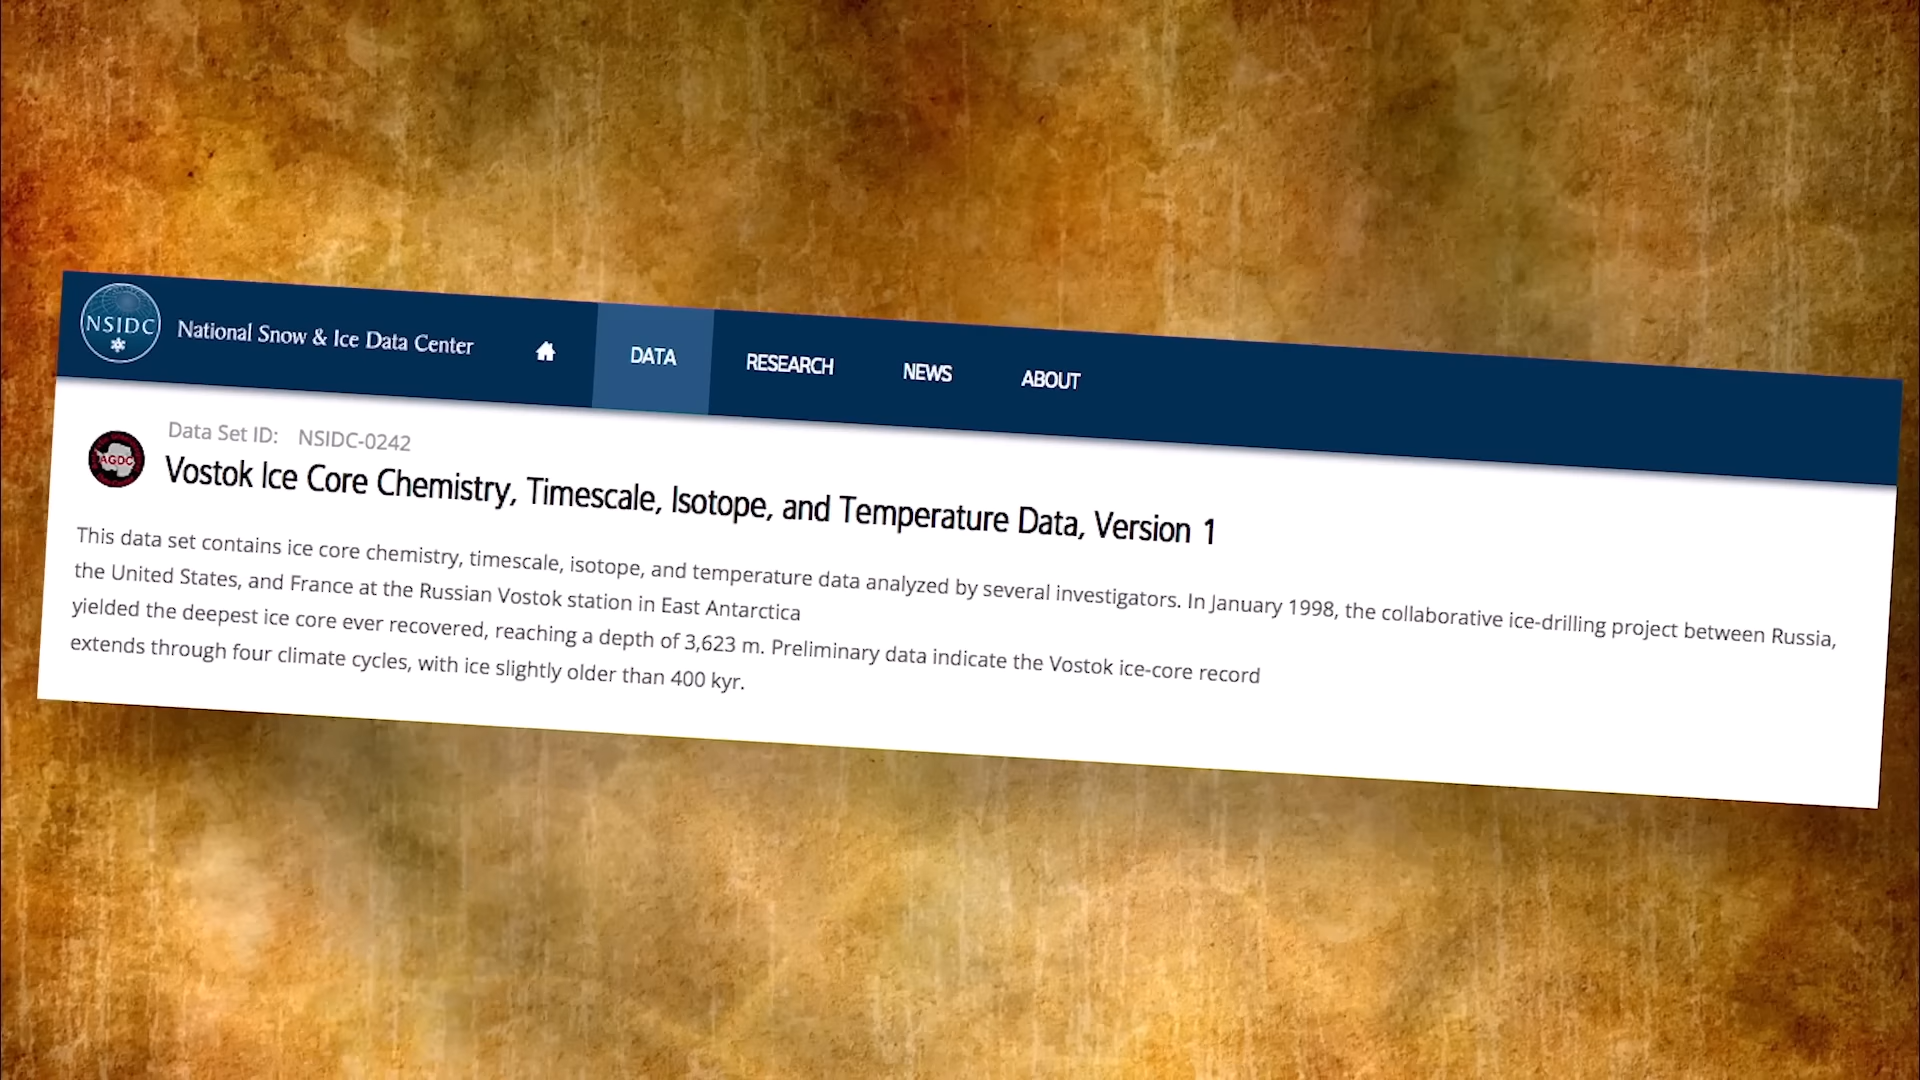 NSIDC
National Snow & Ice Data Center
DATA
RESEARCH
NEWS
ABOUT
Data Set ID: NSIDC-0242
AGDC
Vostok Ice Core Chemistry, Timescale, Isotope, and Temperature Data, Version 1
This data set contains ice core chemistry, timescale, isotope, and temperature data analyzed by several investigators. In January 1998, the collaborative ice-drilling project between Russia,
the United States, and France at the Russian Vostok station in East Antarctica
yielded the deepest ice core ever recovered, reaching a depth of 3,623 m. Preliminary data indicate the Vostok ice-core record
extends through four climate cycles, with ice slightly older than 400 kyr.